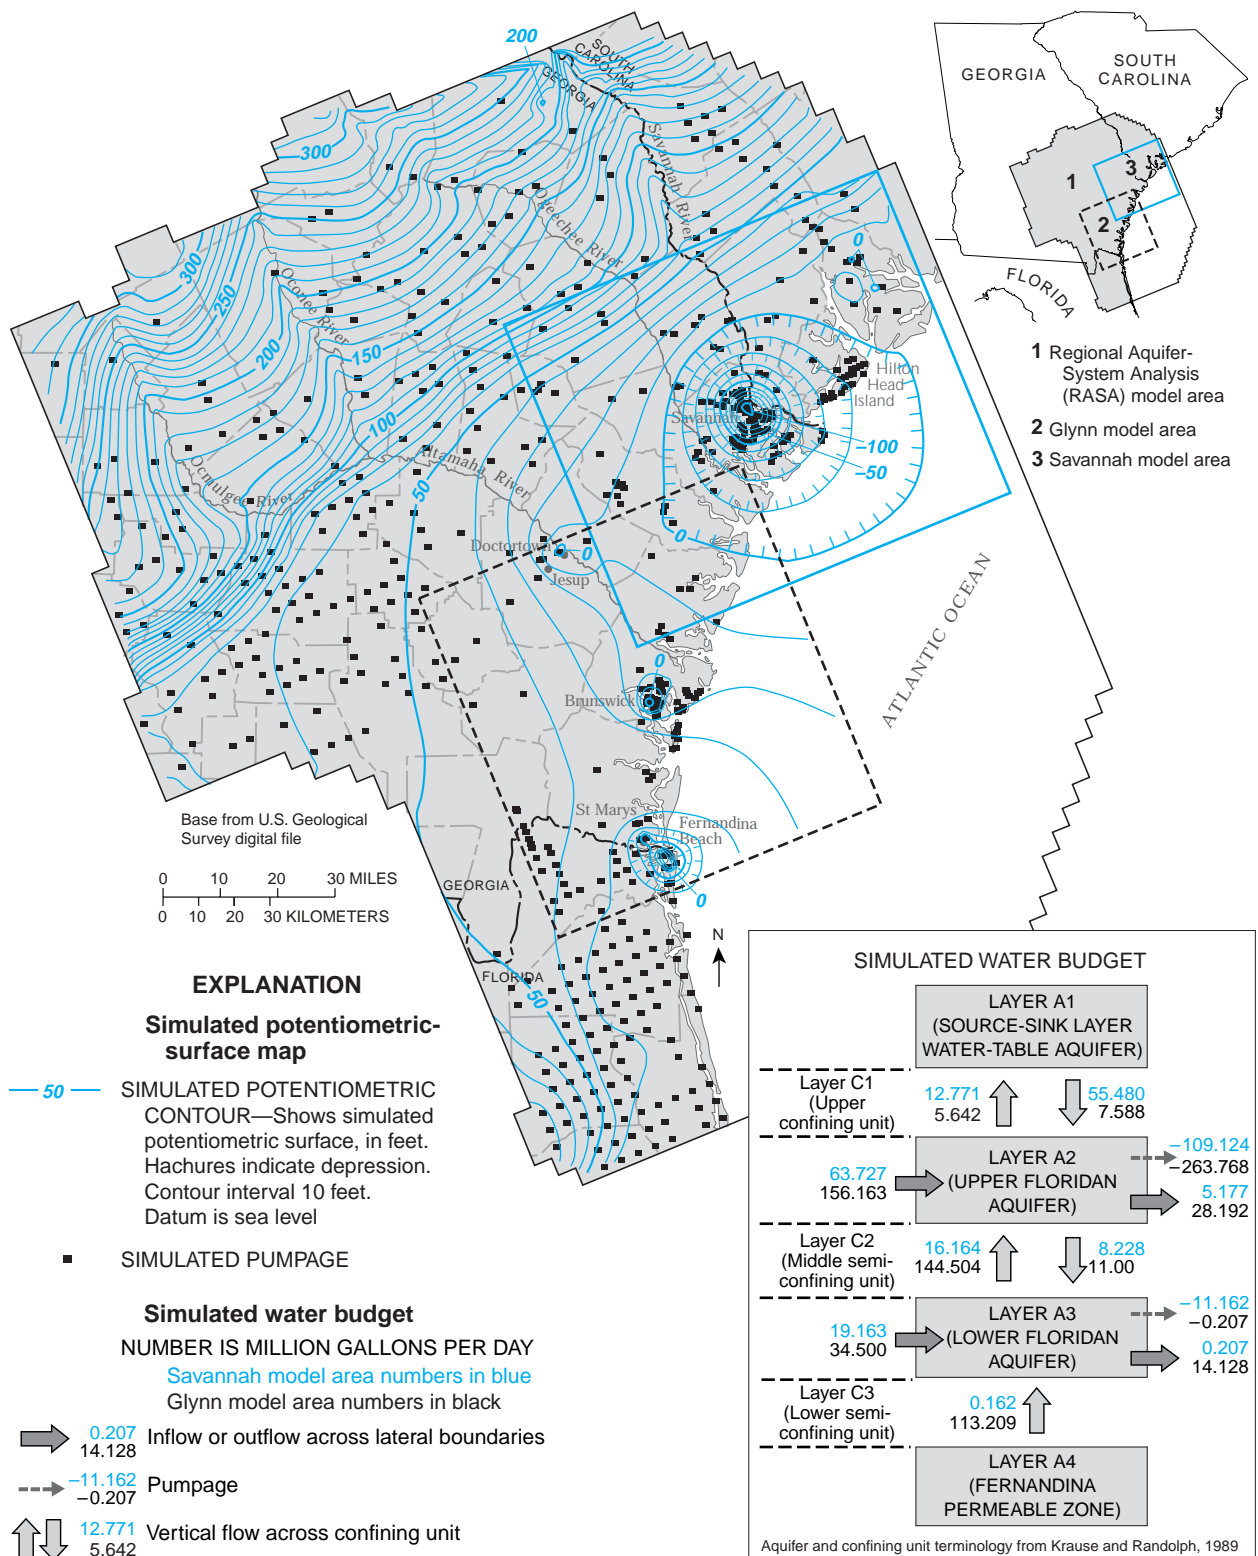 200
SOUTH
CAROLINA
GEORGIA
300
Savannah River
Ogeechee River
0
300
250
Oconee River
200
150
100
Hilton
Head
Island
Savannah
−100
−50
Altamaha River
50
Ocmulgee River
0
Doctortown
0
Jesup
0
Brunswick
ATLANTIC OCEAN
St Marys
Fernandina
Beach
0
GEORGIA
FLORIDA
50
N
GEORGIA
SOUTH
CAROLINA
1
3
2
FLORIDA
1 Regional Aquifer-
System Analysis
(RASA) model area
2 Glynn model area
3 Savannah model area
Base from U.S. Geological
Survey digital file
0 10 20 30 MILES
0 10 20 30 KILOMETERS
EXPLANATION
Simulated potentiometric-
surface map
50 SIMULATED POTENTIOMETRIC
CONTOUR—Shows simulated
potentiometric surface, in feet.
Hachures indicate depression.
Contour interval 10 feet.
Datum is sea level
SIMULATED PUMPAGE
Simulated water budget
NUMBER IS MILLION GALLONS PER DAY
Savannah model area numbers in blue
Glynn model area numbers in black
0.207
14.128
Inflow or outflow across lateral boundaries
−11.162
−0.207
Pumpage
12.771
5.642
Vertical flow across confining unit
SIMULATED WATER BUDGET
LAYER A1
(SOURCE-SINK LAYER
WATER-TABLE AQUIFER)
Layer C1
(Upper
confining unit)
12.771
5.642
55.480
7.588
63.727
156.163
LAYER A2
(UPPER FLORIDAN
AQUIFER)
−109.124
−263.768
5.177
28.192
Layer C2
(Middle semi-
confining unit)
16.164
144.504
8.228
11.00
19.163
34.500
LAYER A3
(LOWER FLORIDAN
AQUIFER)
−11.162
−0.207
0.207
14.128
Layer C3
(Lower semi-
confining unit)
0.162
113.209
LAYER A4
(FERNANDINA
PERMEABLE ZONE)
Aquifer and confining unit terminology from Krause and Randolph, 1989